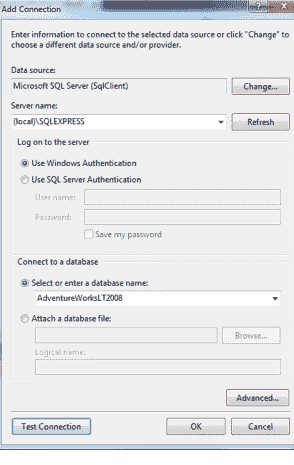 Add Connection
Enter information to connect to the selected data source or click "Change" to
choose a different data source and/or provider.
Data source:
Microsoft SQL Server (SqlClient)
Change...
Server name:
(local)\SQLEXPRESS
Refresh
Log on to the server
Use Windows Authentication
Use SQL Server Authentication
User name:
Password:
Save my password
Connect to a database
Select or enter a database name:
AdventureWorksLT2008
Attach a database file:
Browse...
Logical name:
Advanced...
Test Connection
OK
Cancel